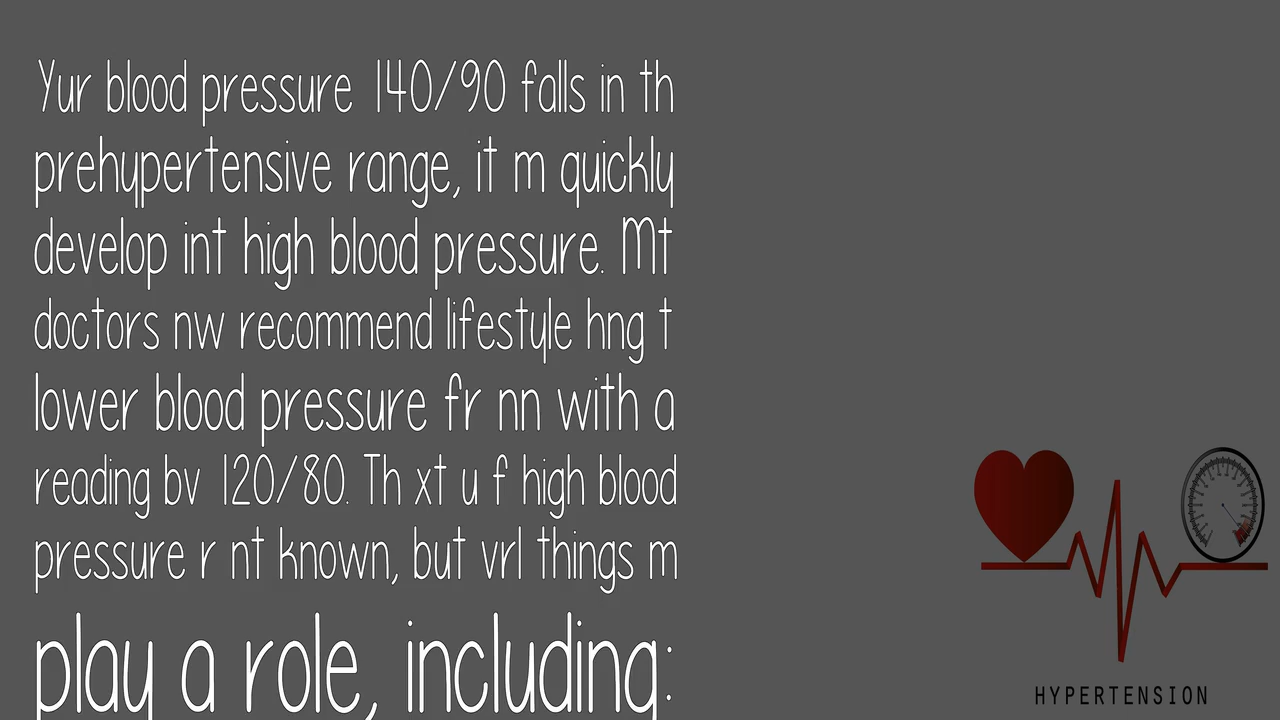 Yur blood pressure 140/90 falls in th
prehypertensive range, it m quickly
develop int high blood pressure. Mt
doctors nw recommend lifestyle hng t
lower blood pressure fr nn with a
reading bv 120/80. Th xt u f high blood
pressure r nt known, but vrl things m
play a role, including:
HYPERTENSION